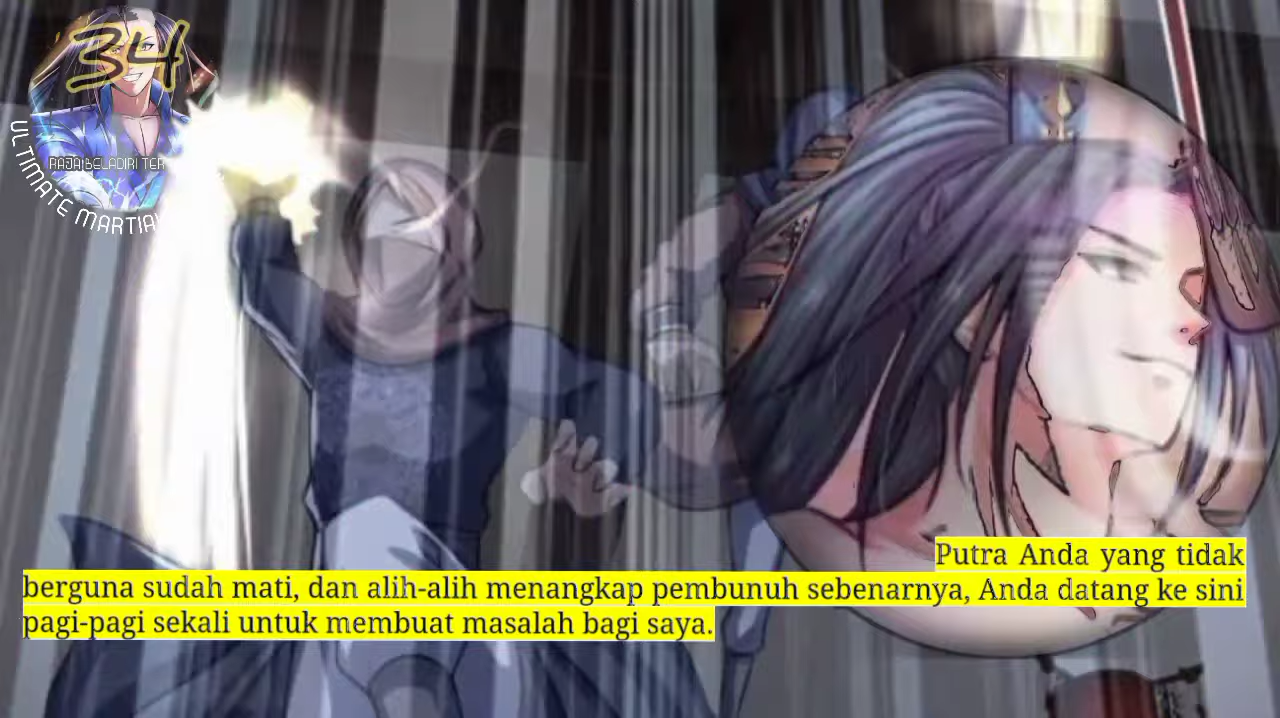 34
RAJA BELADIRI TER
ULTIMATE MARTIAL
Putra Anda yang tidak
berguna sudah mati, dan alih-alih menangkap pembunuh sebenarnya, Anda datang ke sini
pagi-pagi sekali untuk membuat masalah bagi saya.